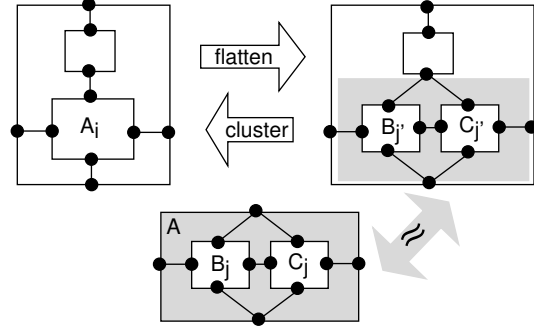 flatten
A_i
cluster
B_j' C_j'
≈
A
B_j C_j